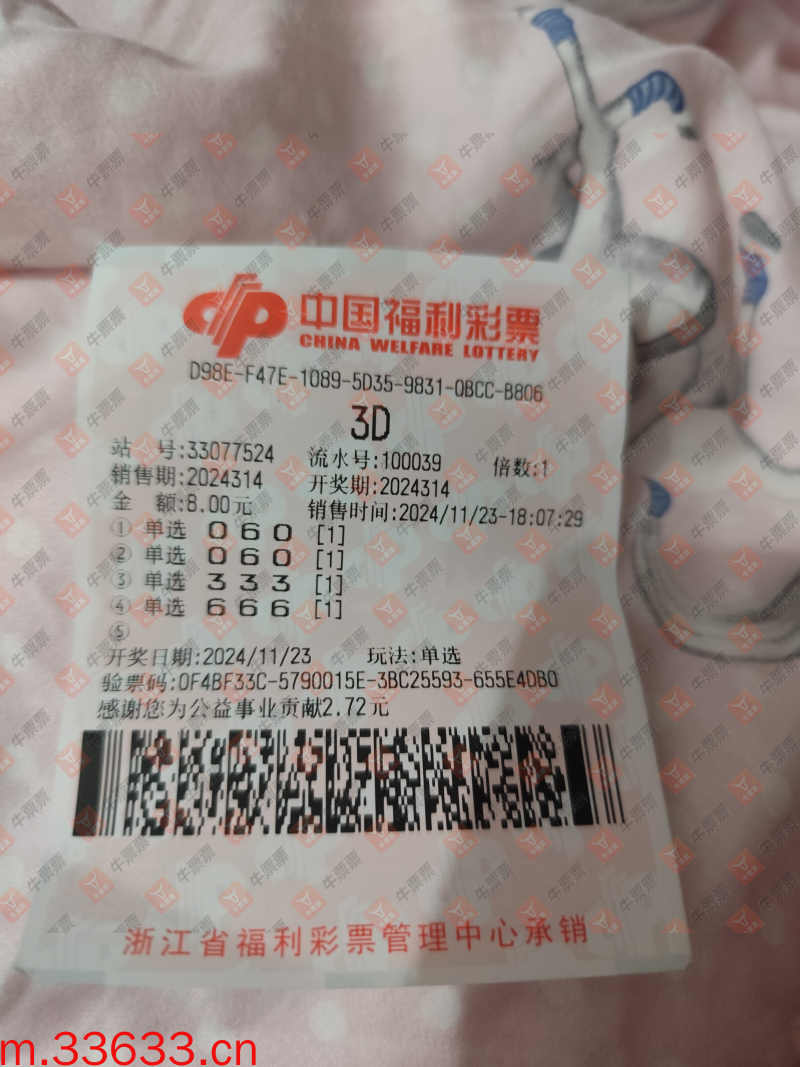 中国福利彩票
CHINA WELFARE LOTTERY
D98E-F47E-1089-5D35-9831-0BCC-B806
3D
站 号:33077524 流水号:100039 倍数:1
销售期:2024314 开奖期:2024314
金 额:8.00元 销售时间:2024/11/23-18:07:29
① 单选 0 6 0 [1]
② 单选 0 6 0 [1]
③ 单选 3 3 3 [1]
④ 单选 6 6 6 [1]
⑤
开奖日期:2024/11/23 玩法:单选
验票码:0F4BF33C-5790015E-3BC25593-655E4DB0
感谢您为公益事业贡献2.72元
浙江省福利彩票管理中心承销
牛票票
m.33633.cn